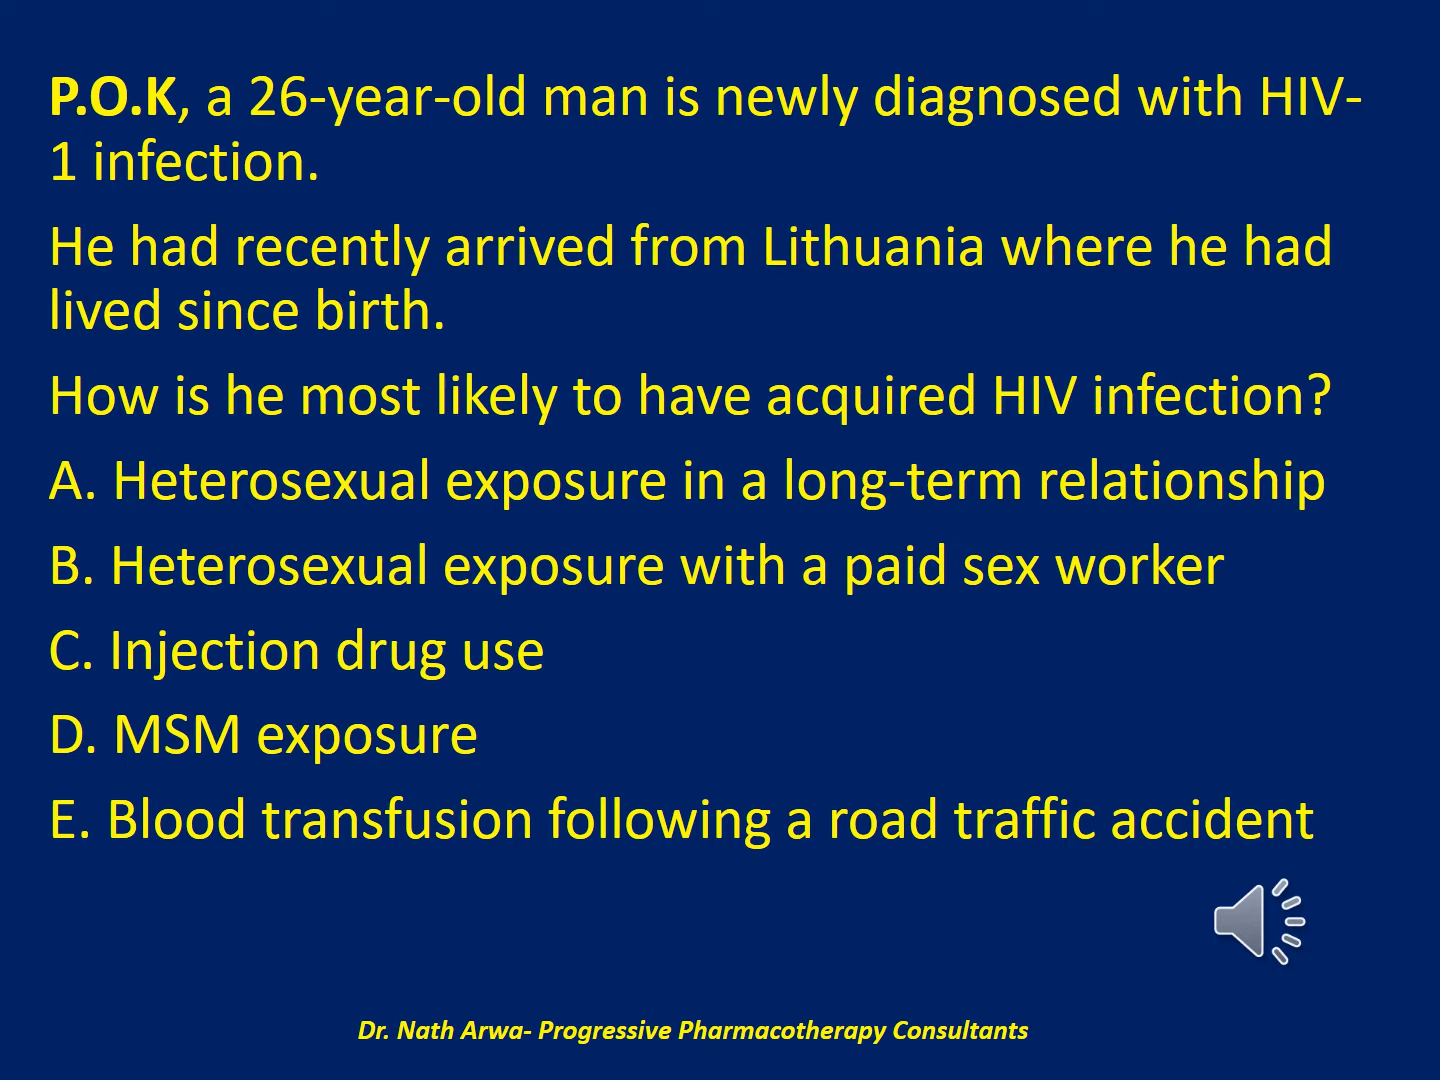 P.O.K, a 26-year-old man is newly diagnosed with HIV-
1 infection.
He had recently arrived from Lithuania where he had
lived since birth.
How is he most likely to have acquired HIV infection?
A. Heterosexual exposure in a long-term relationship
B. Heterosexual exposure with a paid sex worker
C. Injection drug use
D. MSM exposure
E. Blood transfusion following a road traffic accident
Dr. Nath Arwa- Progressive Pharmacotherapy Consultants